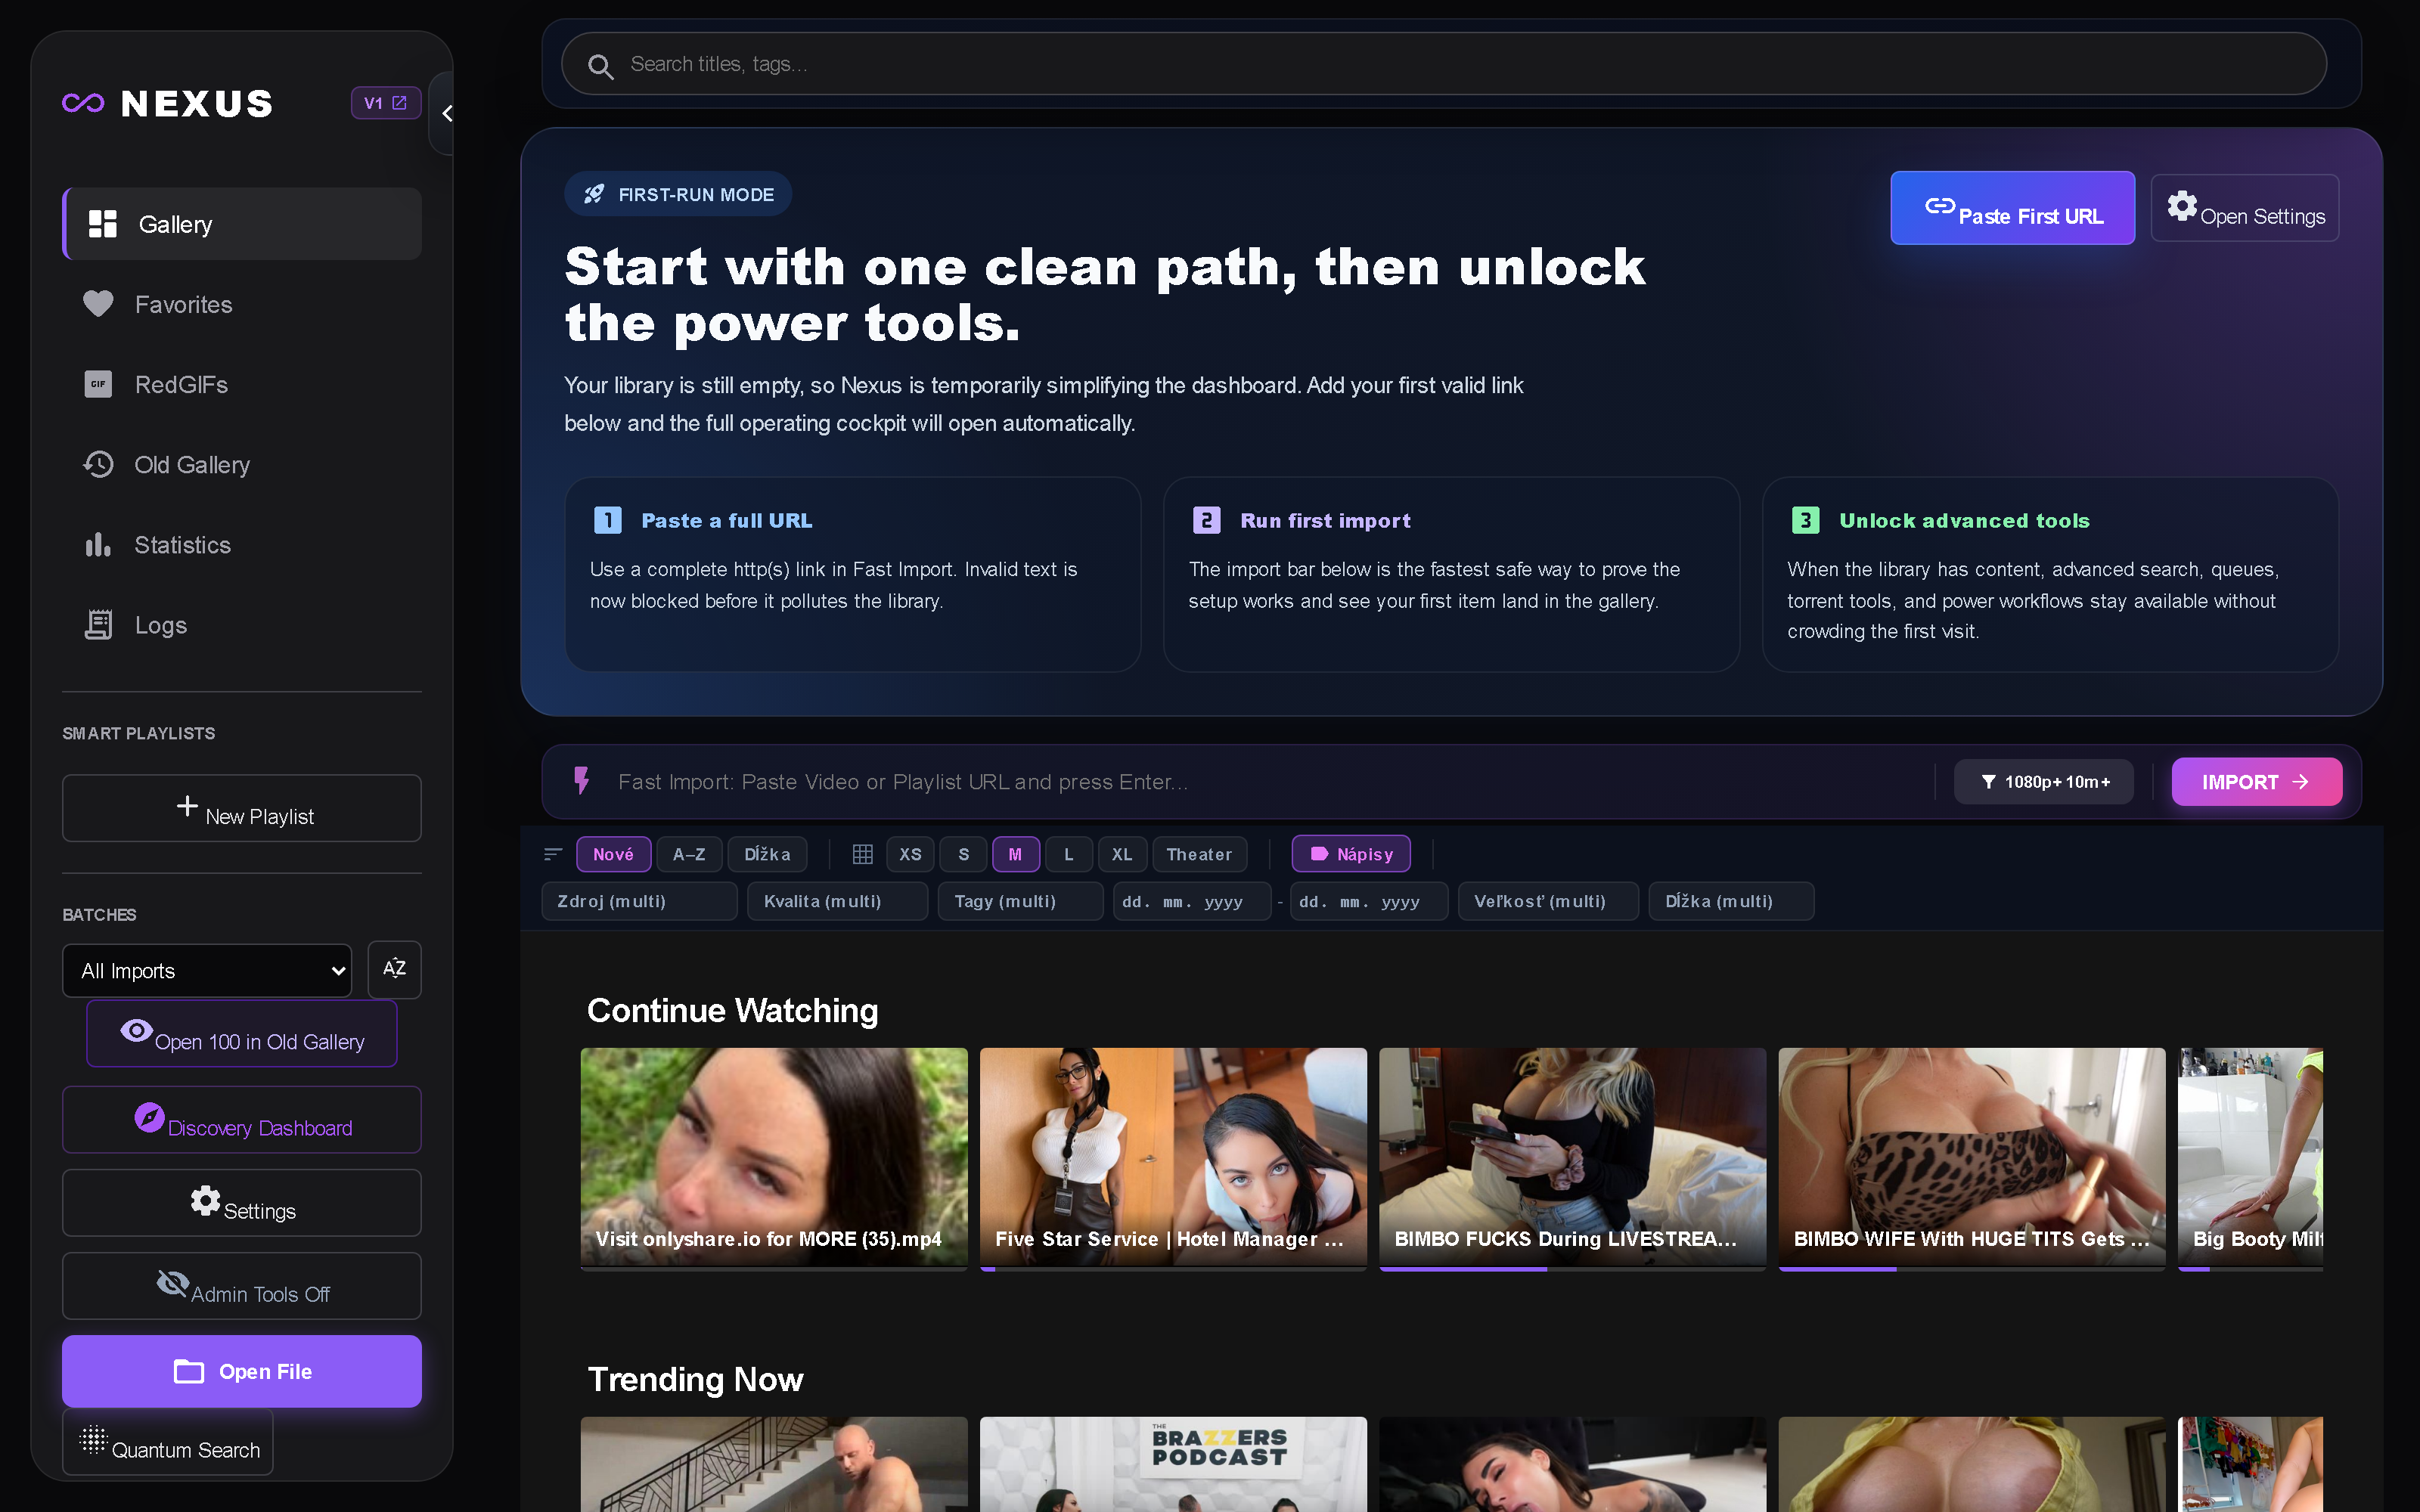 NEXUS
V1
Gallery
Favorites
GIF
RedGIFs
Old Gallery
Statistics
Logs
SMART PLAYLISTS
New Playlist
BATCHES
All Imports
AZ
Open 100 in Old Gallery
Discovery Dashboard
Settings
Admin Tools Off
Open File
Quantum Search
Search titles, tags...
FIRST-RUN MODE
Paste First URL
Open Settings
Start with one clean path, then unlock
the power tools.
Your library is still empty, so Nexus is temporarily simplifying the dashboard. Add your first valid link
below and the full operating cockpit will open automatically.
1 Paste a full URL
Use a complete http(s) link in Fast Import. Invalid text is
now blocked before it pollutes the library.
2 Run first import
The import bar below is the fastest safe way to prove the
setup works and see your first item land in the gallery.
3 Unlock advanced tools
When the library has content, advanced search, queues,
torrent tools, and power workflows stay available without
crowding the first visit.
Fast Import: Paste Video or Playlist URL and press Enter...
1080p+ 10m+
IMPORT
Nové A–Z Dĺžka XS S M L XL Theater Nápisy
Zdroj (multi) Kvalita (multi) Tagy (multi) dd. mm. yyyy - dd. mm. yyyy Veľkosť (multi) Dĺžka (multi)
Continue Watching
Visit onlyshare.io for MORE (35).mp4
Five Star Service | Hotel Manager ...
BIMBO FUCKS During LIVESTREA...
BIMBO WIFE With HUGE TITS Gets ...
Big Booty Milf
Trending Now
THE
BRAZZERS
PODCAST